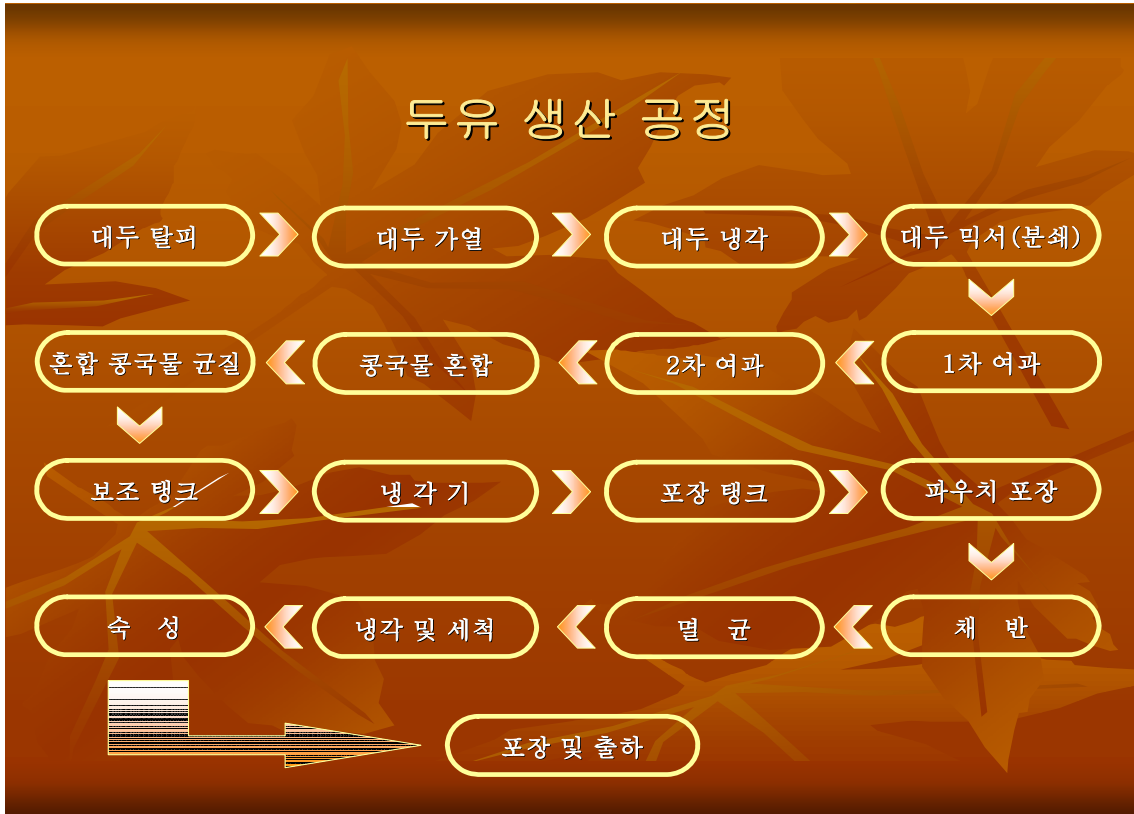 두유 생산 공정
대두 탈피
대두 가열
대두 냉각
대두 믹서(분쇄)
1차 여과
2차 여과
콩국물 혼합
혼합 콩국물 균질
보조 탱크
냉 각 기
포장 탱크
파우치 포장
채 반
멸 균
냉각 및 세척
숙 성
포장 및 출하